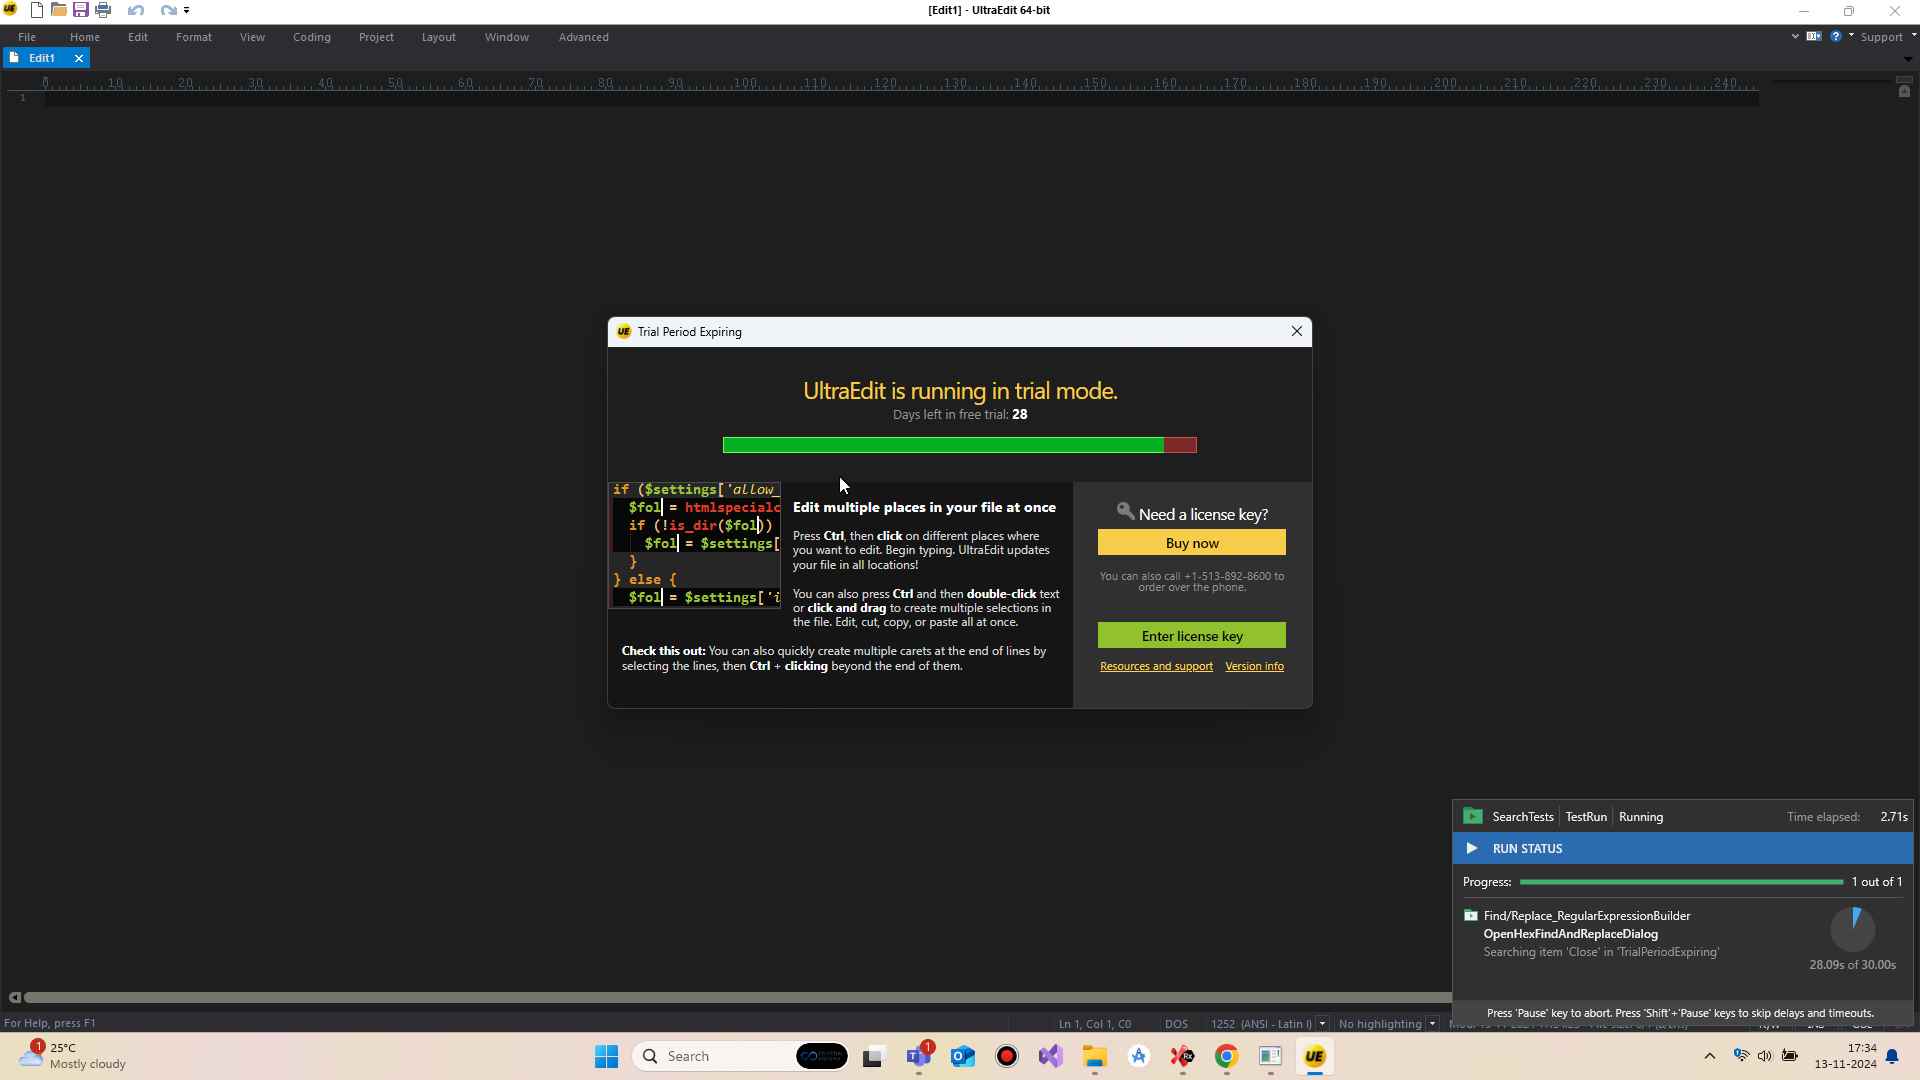 [Edit1] - UltraEdit 64-bit
File Home Edit Format View Coding Project Layout Window Advanced
Support
Edit1
0 10 20 30 40 50 60 70 80 90 100 110 120 130 140 150 160 170 180 190 200 210 220 230 240
1
Trial Period Expiring
UltraEdit is running in trial mode.
Days left in free trial: 28
if ($settings['allow_
$fol = htmlspecialc
if (!is_dir($fol))
$fol = $settings[
}
} else {
$fol = $settings['i
Edit multiple places in your file at once
Press Ctrl, then click on different places where
you want to edit. Begin typing. UltraEdit updates
your file in all locations!
You can also press Ctrl and then double-click text
or click and drag to create multiple selections in
the file. Edit, cut, copy, or paste all at once.
Check this out: You can also quickly create multiple carets at the end of lines by
selecting the lines, then Ctrl + clicking beyond the end of them.
Need a license key?
Buy now
You can also call +1-513-892-8600 to
order over the phone.
Enter license key
Resources and support Version info
SearchTests TestRun Running Time elapsed: 2.71s
RUN STATUS
Progress: 1 out of 1
Find/Replace_RegularExpressionBuilder
OpenHexFindAndReplaceDialog
Searching item 'Close' in 'TrialPeriodExpiring'
28.09s of 30.00s
Press 'Pause' key to abort. Press 'Shift'+'Pause' keys to skip delays and timeouts.
For Help, press F1
Ln 1, Col 1, C0 DOS 1252 (ANSI - Latin I) No highlighting
25°C
Mostly cloudy
Search
17:34
13-11-2024